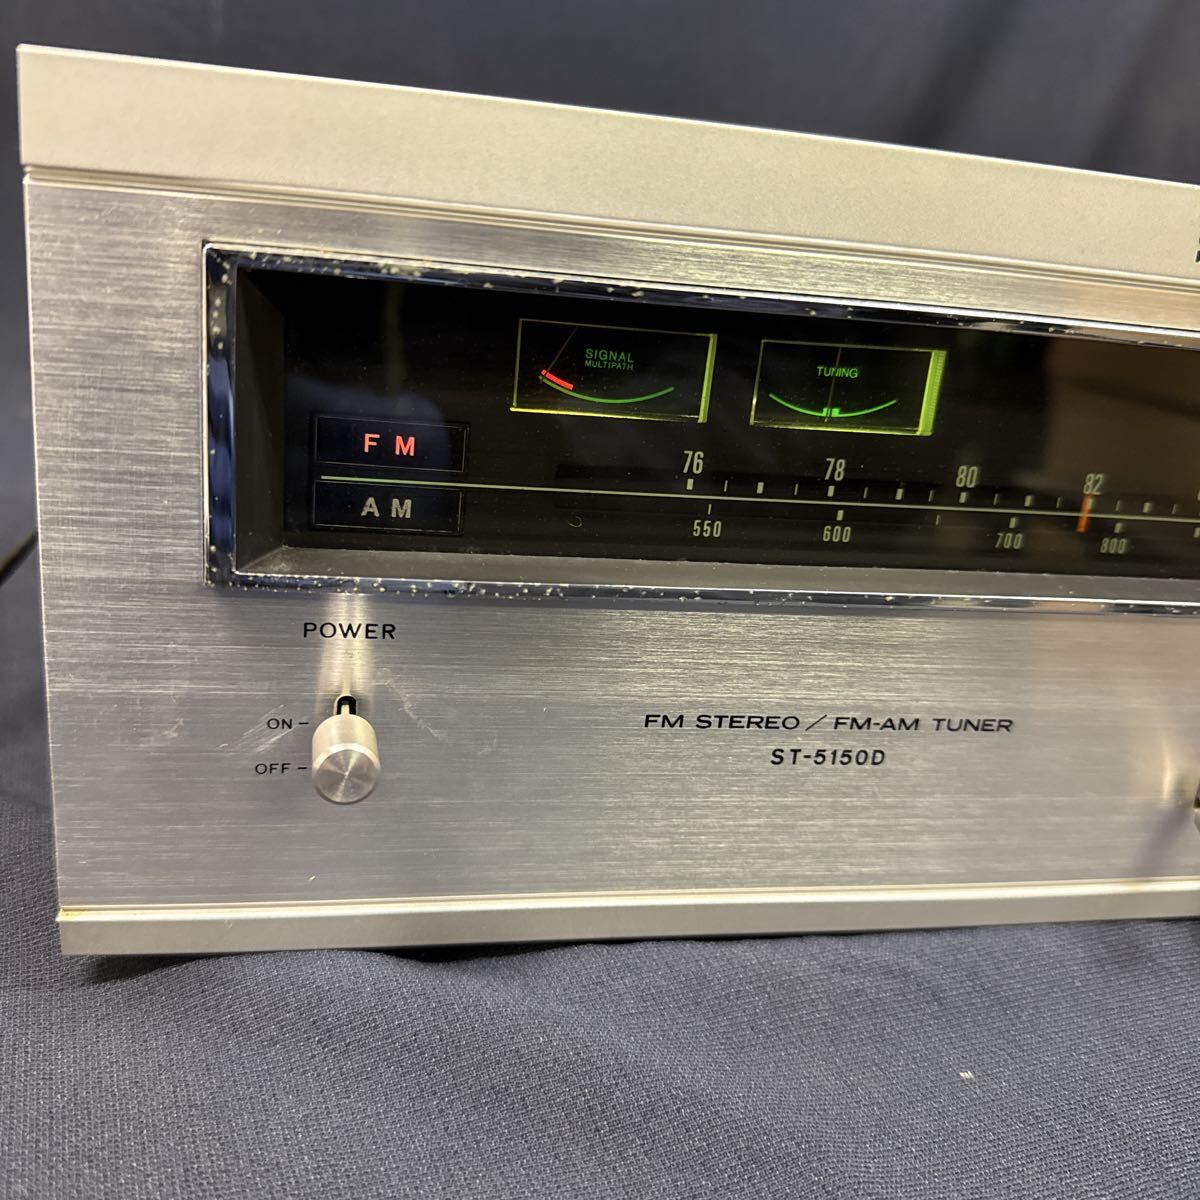 SIGNAL
MULTIPATH
TUNING
FM
76 78 80 82
AM
550 600 700 800
POWER
ON
OFF
FM STEREO / FM-AM TUNER
ST-5150D